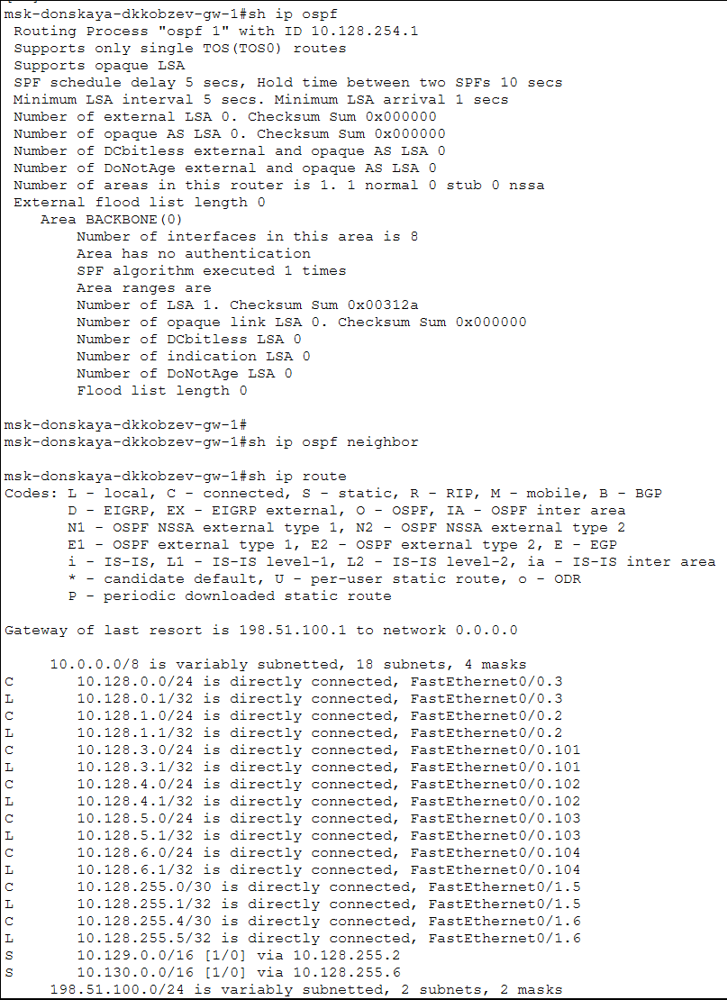 msk-donskaya-dkkobzev-gw-1#sh ip ospf
 Routing Process "ospf 1" with ID 10.128.254.1
 Supports only single TOS(TOS0) routes
 Supports opaque LSA
 SPF schedule delay 5 secs, Hold time between two SPFs 10 secs
 Minimum LSA interval 5 secs. Minimum LSA arrival 1 secs
 Number of external LSA 0. Checksum Sum 0x000000
 Number of opaque AS LSA 0. Checksum Sum 0x000000
 Number of DCbitless external and opaque AS LSA 0
 Number of DoNotAge external and opaque AS LSA 0
 Number of areas in this router is 1. 1 normal 0 stub 0 nssa
 External flood list length 0
    Area BACKBONE(0)
        Number of interfaces in this area is 8
        Area has no authentication
        SPF algorithm executed 1 times
        Area ranges are
        Number of LSA 1. Checksum Sum 0x00312a
        Number of opaque link LSA 0. Checksum Sum 0x000000
        Number of DCbitless LSA 0
        Number of indication LSA 0
        Number of DoNotAge LSA 0
        Flood list length 0
msk-donskaya-dkkobzev-gw-1#
msk-donskaya-dkkobzev-gw-1#sh ip ospf neighbor
msk-donskaya-dkkobzev-gw-1#sh ip route
Codes: L - local, C - connected, S - static, R - RIP, M - mobile, B - BGP
       D - EIGRP, EX - EIGRP external, O - OSPF, IA - OSPF inter area
       N1 - OSPF NSSA external type 1, N2 - OSPF NSSA external type 2
       E1 - OSPF external type 1, E2 - OSPF external type 2, E - EGP
       i - IS-IS, L1 - IS-IS level-1, L2 - IS-IS level-2, ia - IS-IS inter area
       * - candidate default, U - per-user static route, o - ODR
       P - periodic downloaded static route
Gateway of last resort is 198.51.100.1 to network 0.0.0.0
     10.0.0.0/8 is variably subnetted, 18 subnets, 4 masks
C       10.128.0.0/24 is directly connected, FastEthernet0/0.3
L       10.128.0.1/32 is directly connected, FastEthernet0/0.3
C       10.128.1.0/24 is directly connected, FastEthernet0/0.2
L       10.128.1.1/32 is directly connected, FastEthernet0/0.2
C       10.128.3.0/24 is directly connected, FastEthernet0/0.101
L       10.128.3.1/32 is directly connected, FastEthernet0/0.101
C       10.128.4.0/24 is directly connected, FastEthernet0/0.102
L       10.128.4.1/32 is directly connected, FastEthernet0/0.102
C       10.128.5.0/24 is directly connected, FastEthernet0/0.103
L       10.128.5.1/32 is directly connected, FastEthernet0/0.103
C       10.128.6.0/24 is directly connected, FastEthernet0/0.104
L       10.128.6.1/32 is directly connected, FastEthernet0/0.104
C       10.128.255.0/30 is directly connected, FastEthernet0/1.5
L       10.128.255.1/32 is directly connected, FastEthernet0/1.5
C       10.128.255.4/30 is directly connected, FastEthernet0/1.6
L       10.128.255.5/32 is directly connected, FastEthernet0/1.6
S       10.129.0.0/16 [1/0] via 10.128.255.2
S       10.130.0.0/16 [1/0] via 10.128.255.6
     198.51.100.0/24 is variably subnetted, 2 subnets, 2 masks